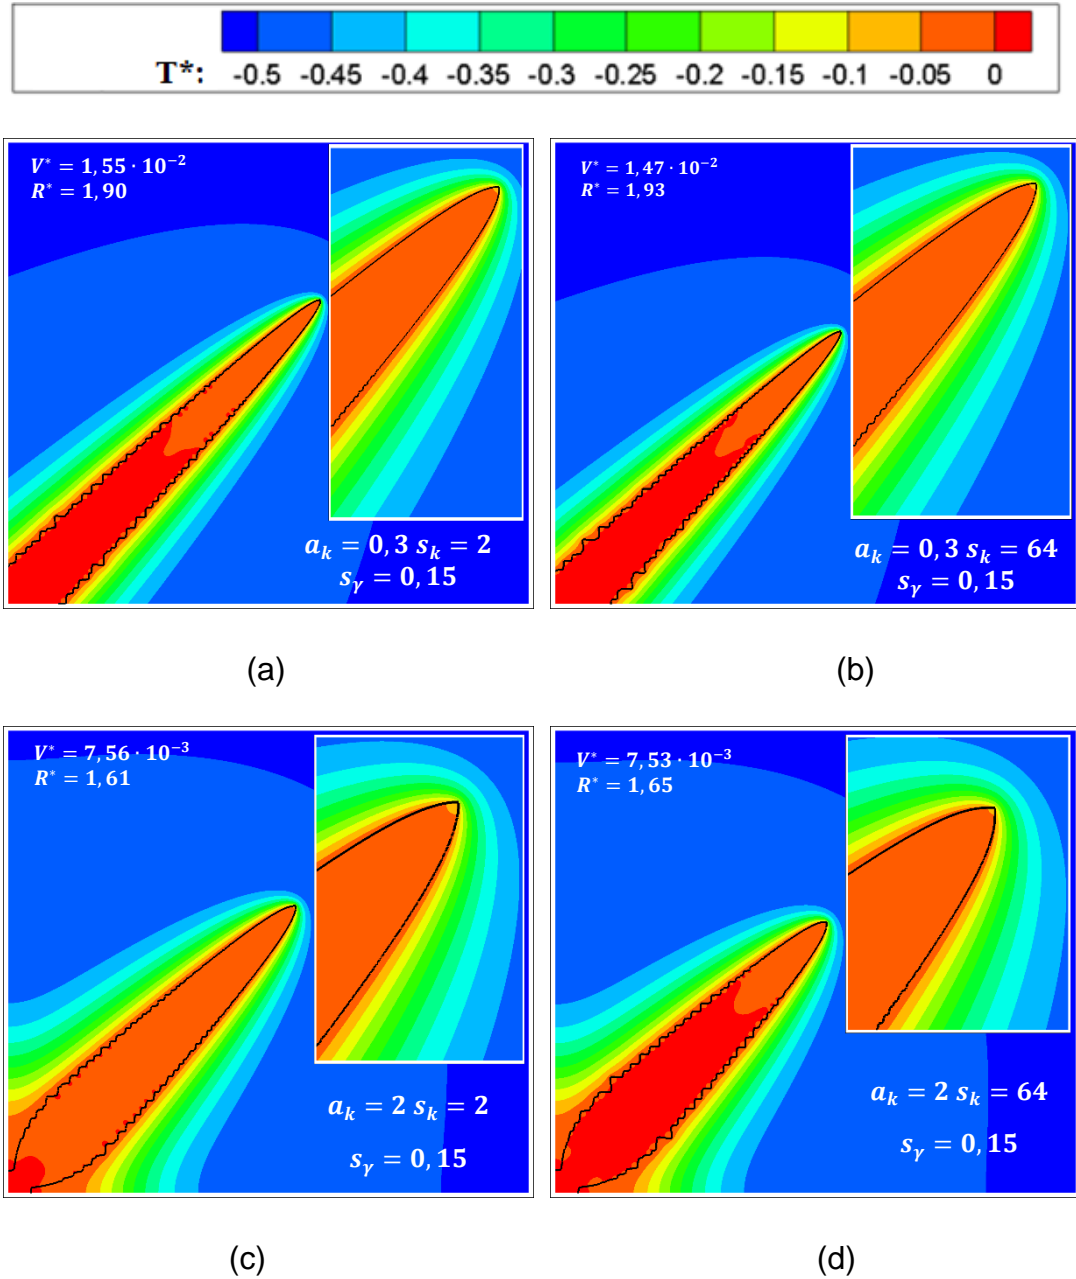 T*: -0.5 -0.45 -0.4 -0.35 -0.3 -0.25 -0.2 -0.15 -0.1 -0.05 0
V* = 1,55 · 10⁻²
R* = 1,90
a_k = 0,3 s_k = 2
s_γ = 0,15
(a)
V* = 1,47 · 10⁻²
R* = 1,93
a_k = 0,3 s_k = 64
s_γ = 0,15
(b)
V* = 7,56 · 10⁻³
R* = 1,61
a_k = 2 s_k = 2
s_γ = 0,15
(c)
V* = 7,53 · 10⁻³
R* = 1,65
a_k = 2 s_k = 64
s_γ = 0,15
(d)